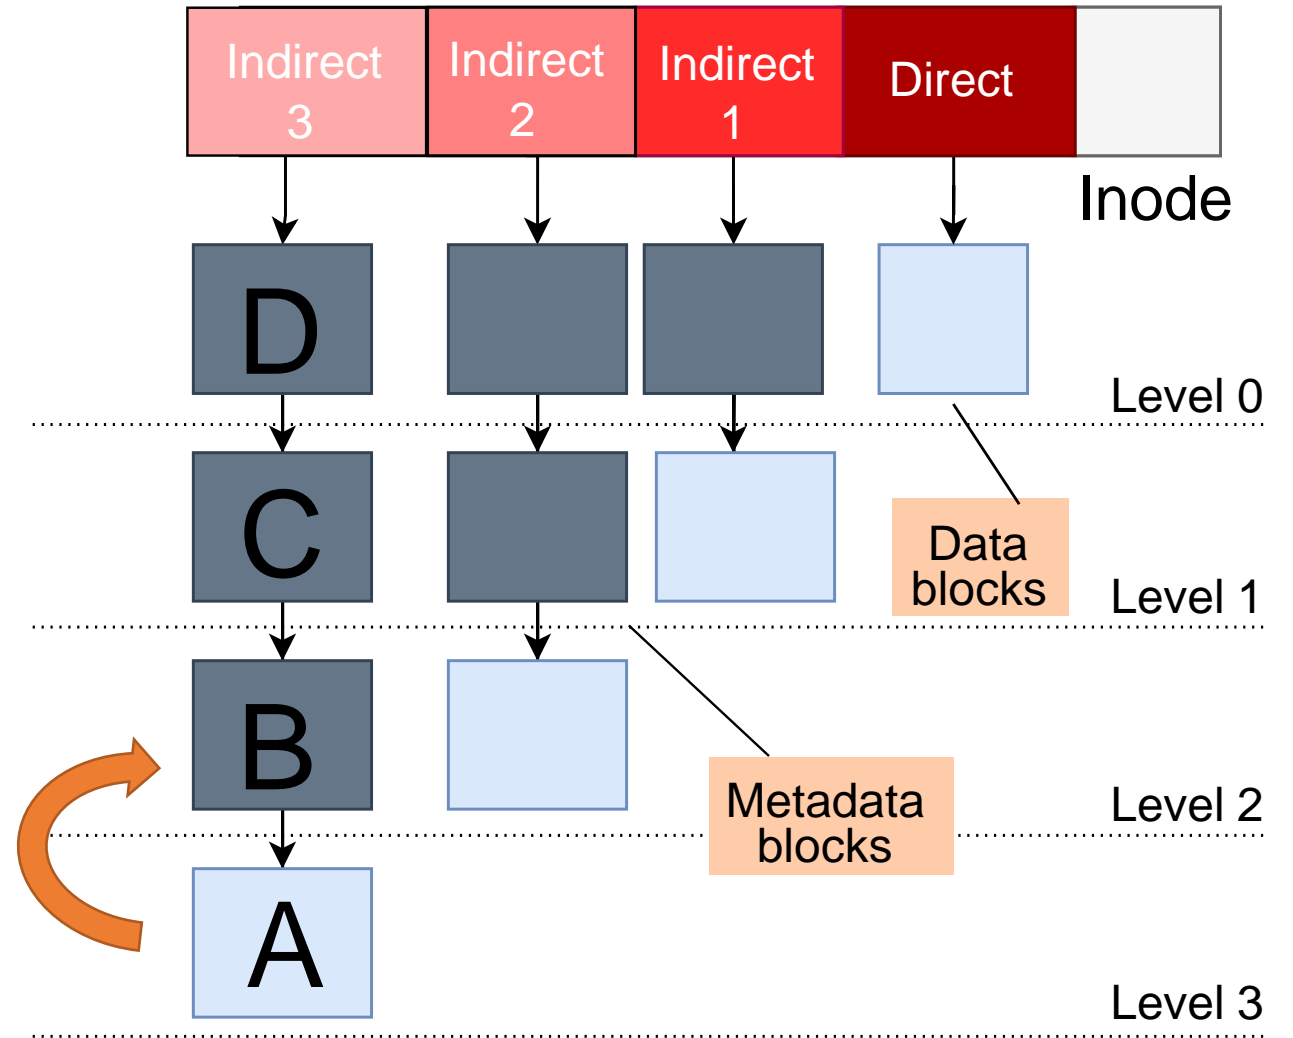 Indirect
3
Indirect
2
Indirect
1
Direct
Inode
D
Level 0
C
Data
blocks
Level 1
B
Metadata
blocks
Level 2
A
Level 3